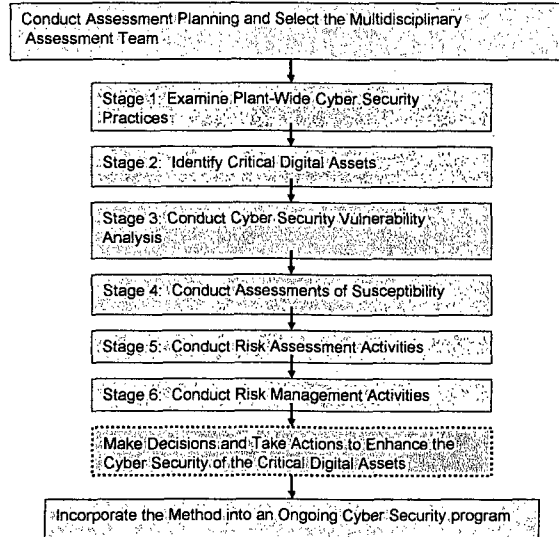 Conduct Assessment Planning and Select the Multidisciplinary
Assessment Team
Stage 1: Examine Plant-Wide Cyber Security
Practices
Stage 2: Identify Critical Digital Assets
Stage 3: Conduct Cyber Security Vulnerability
Analysis
Stage 4: Conduct Assessments of Susceptibility
Stage 5: Conduct Risk Assessment Activities
Stage 6: Conduct Risk Management Activities
Make Decisions and Take Actions to Enhance the
Cyber Security of the Critical Digital Assets
Incorporate the Method into an Ongoing Cyber Security program